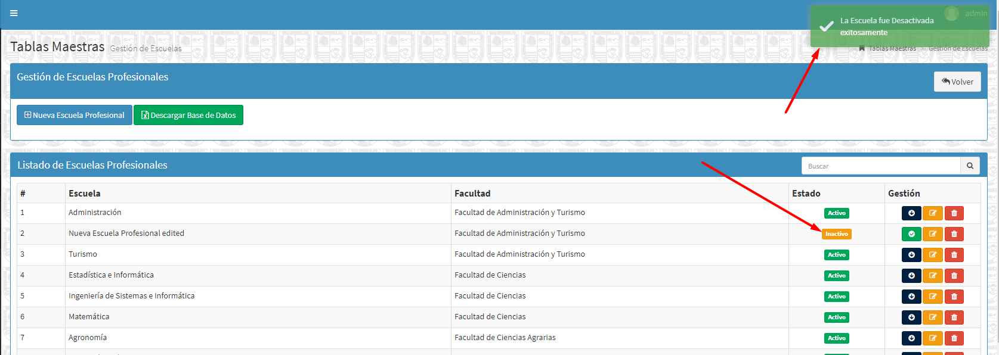 admin
La Escuela fue Desactivada
exitosamente
Tablas Maestras Gestión de Escuelas
Tablas Maestras Gestión de Escuelas
Gestión de Escuelas Profesionales
Volver
Nueva Escuela Profesional Descargar Base de Datos
Listado de Escuelas Profesionales
Buscar
# Escuela Facultad Estado Gestión
1 Administración Facultad de Administración y Turismo Activo
2 Nueva Escuela Profesional edited Facultad de Administración y Turismo Inactivo
3 Turismo Facultad de Administración y Turismo Activo
4 Estadística e Informática Facultad de Ciencias Activo
5 Ingeniería de Sistemas e Informática Facultad de Ciencias Activo
6 Matemática Facultad de Ciencias Activo
7 Agronomía Facultad de Ciencias Agrarias Activo